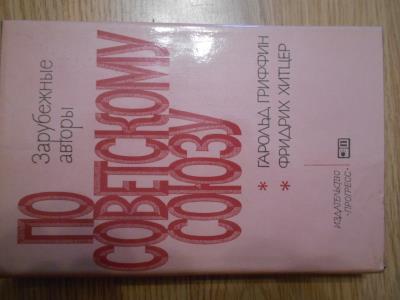 Зарубежные
авторы
ПО
СОВЕТСКОМУ
СОЮЗУ
* ГАРОЛЬД ГРИФФИН
* ФРИДРИХ ХИТЦЕР
ИЗДАТЕЛЬСТВО
«ПРОГРЕСС»